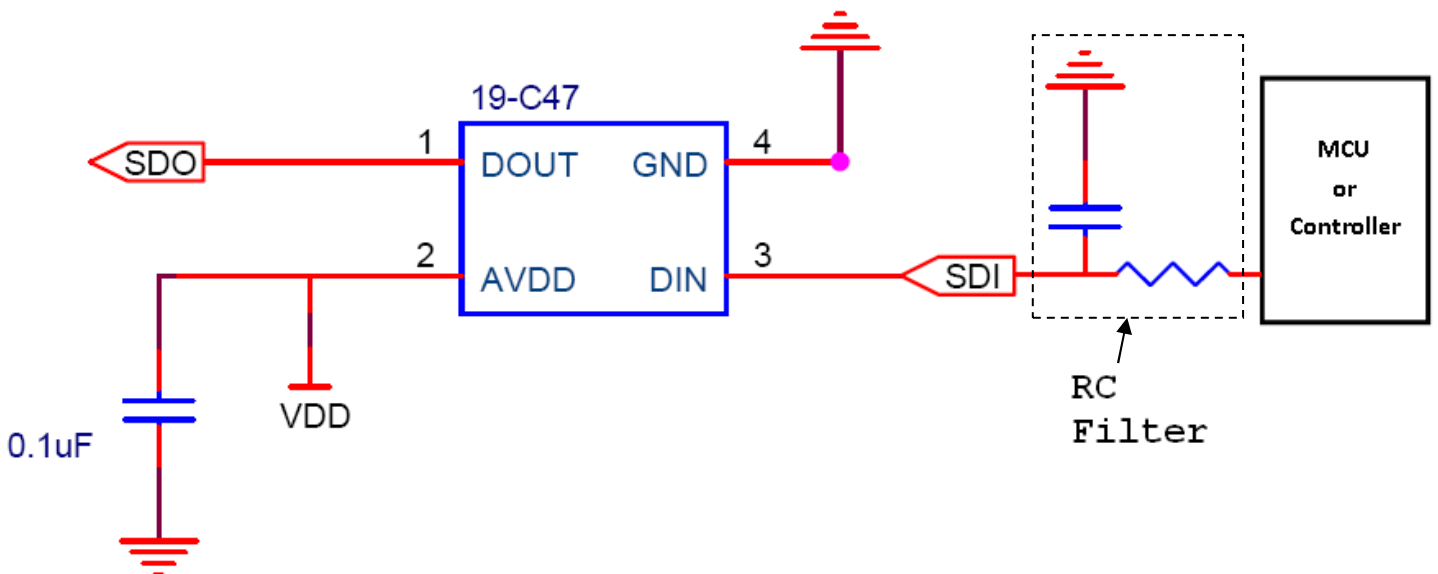 19-C47
1
4
SDO
DOUT
GND
MCU
or
Controller
2
3
AVDD
DIN
SDI
VDD
0.1uF
RC
Filter